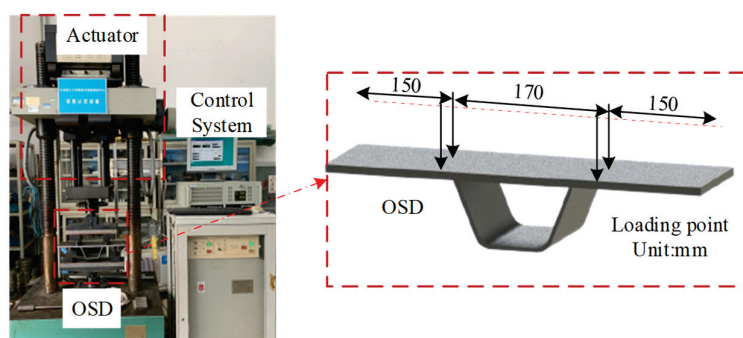 Actuator
Control
System
OSD
150
170
150
OSD
Loading point
Unit:mm